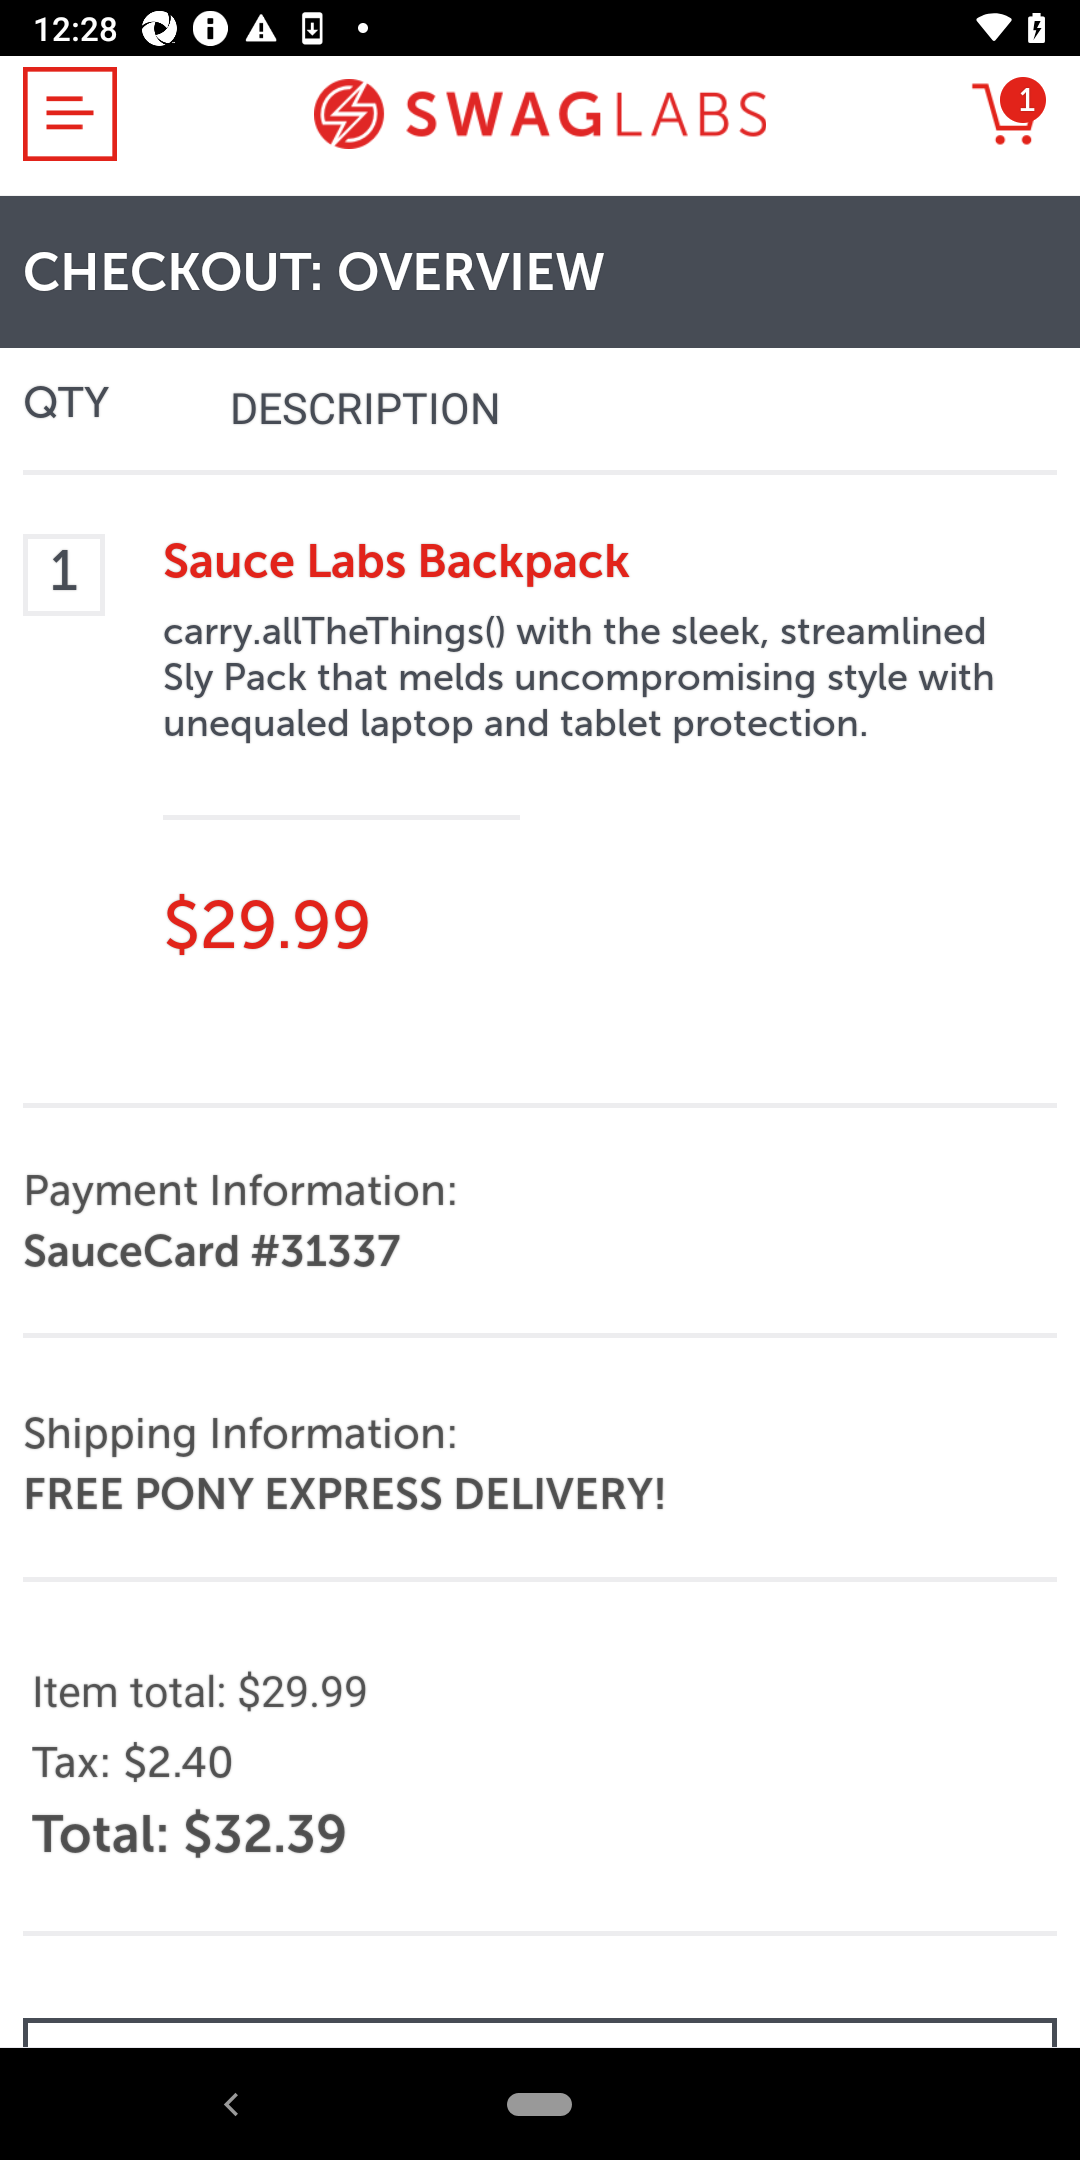 12:28
SWAGLABS
1
CHECKOUT: OVERVIEW
QTY
DESCRIPTION
1
Sauce Labs Backpack
carry.allTheThings() with the sleek, streamlined
Sly Pack that melds uncompromising style with
unequaled laptop and tablet protection.
$29.99
Payment Information:
SauceCard #31337
Shipping Information:
FREE PONY EXPRESS DELIVERY!
Item total: $29.99
Tax: $2.40
Total: $32.39